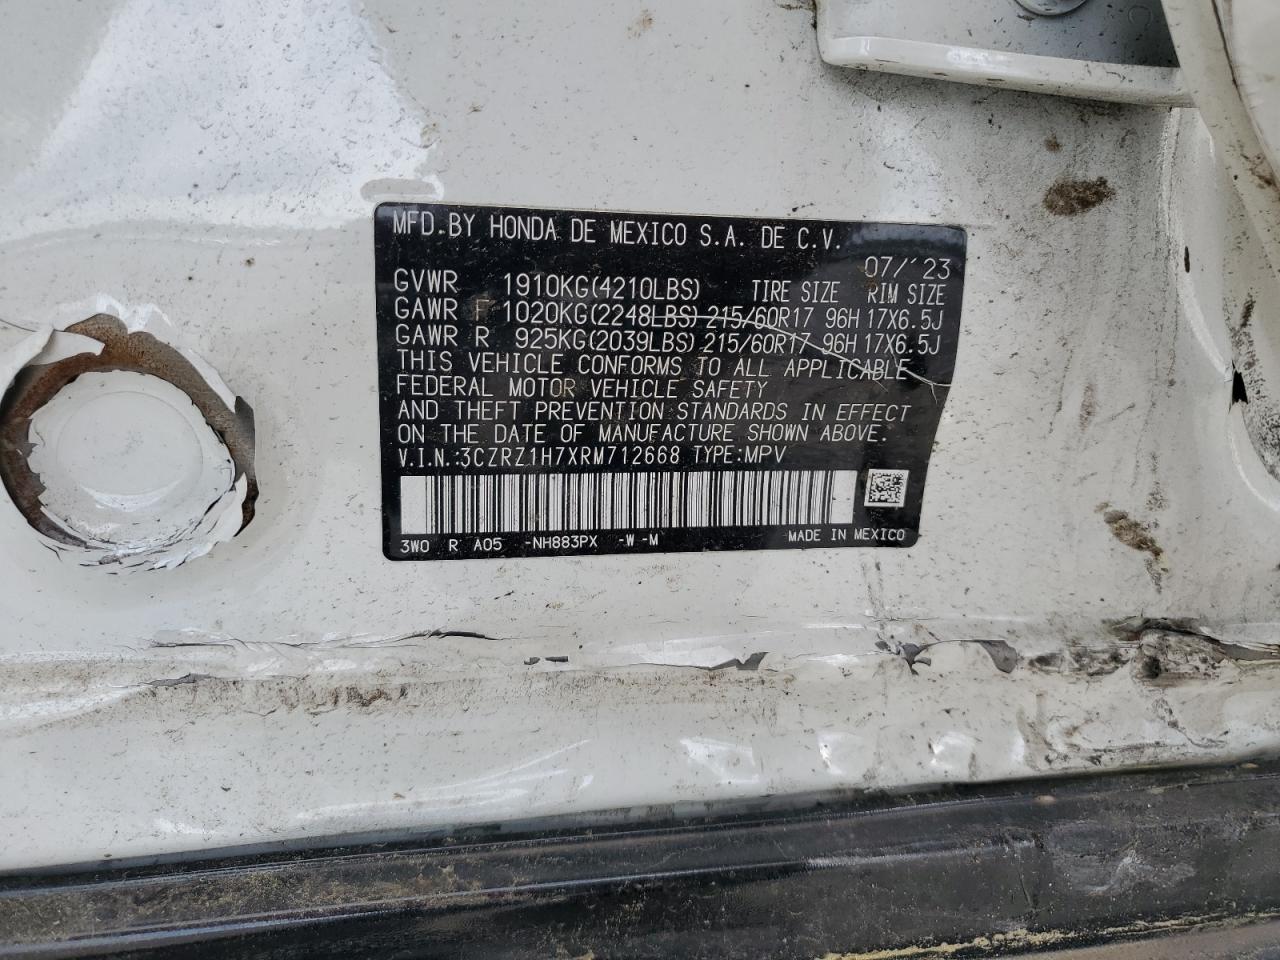 MFD.BY HONDA DE MEXICO S.A. DE C.V.
07/´23
GVWR 1910KG(4210LBS) TIRE SIZE RIM SIZE
GAWR F 1020KG(2248LBS) 215/60R17 96H 17X6.5J
GAWR R 925KG(2039LBS) 215/60R17 96H 17X6.5J
THIS VEHICLE CONFORMS TO ALL APPLICABLE
FEDERAL MOTOR VEHICLE SAFETY
AND THEFT PREVENTION STANDARDS IN EFFECT
ON THE DATE OF MANUFACTURE SHOWN ABOVE.
V.I.N.:3CZRZ1H7XRM712668 TYPE:MPV
3W0 R A05 -NH883PX -W -M MADE IN MEXICO